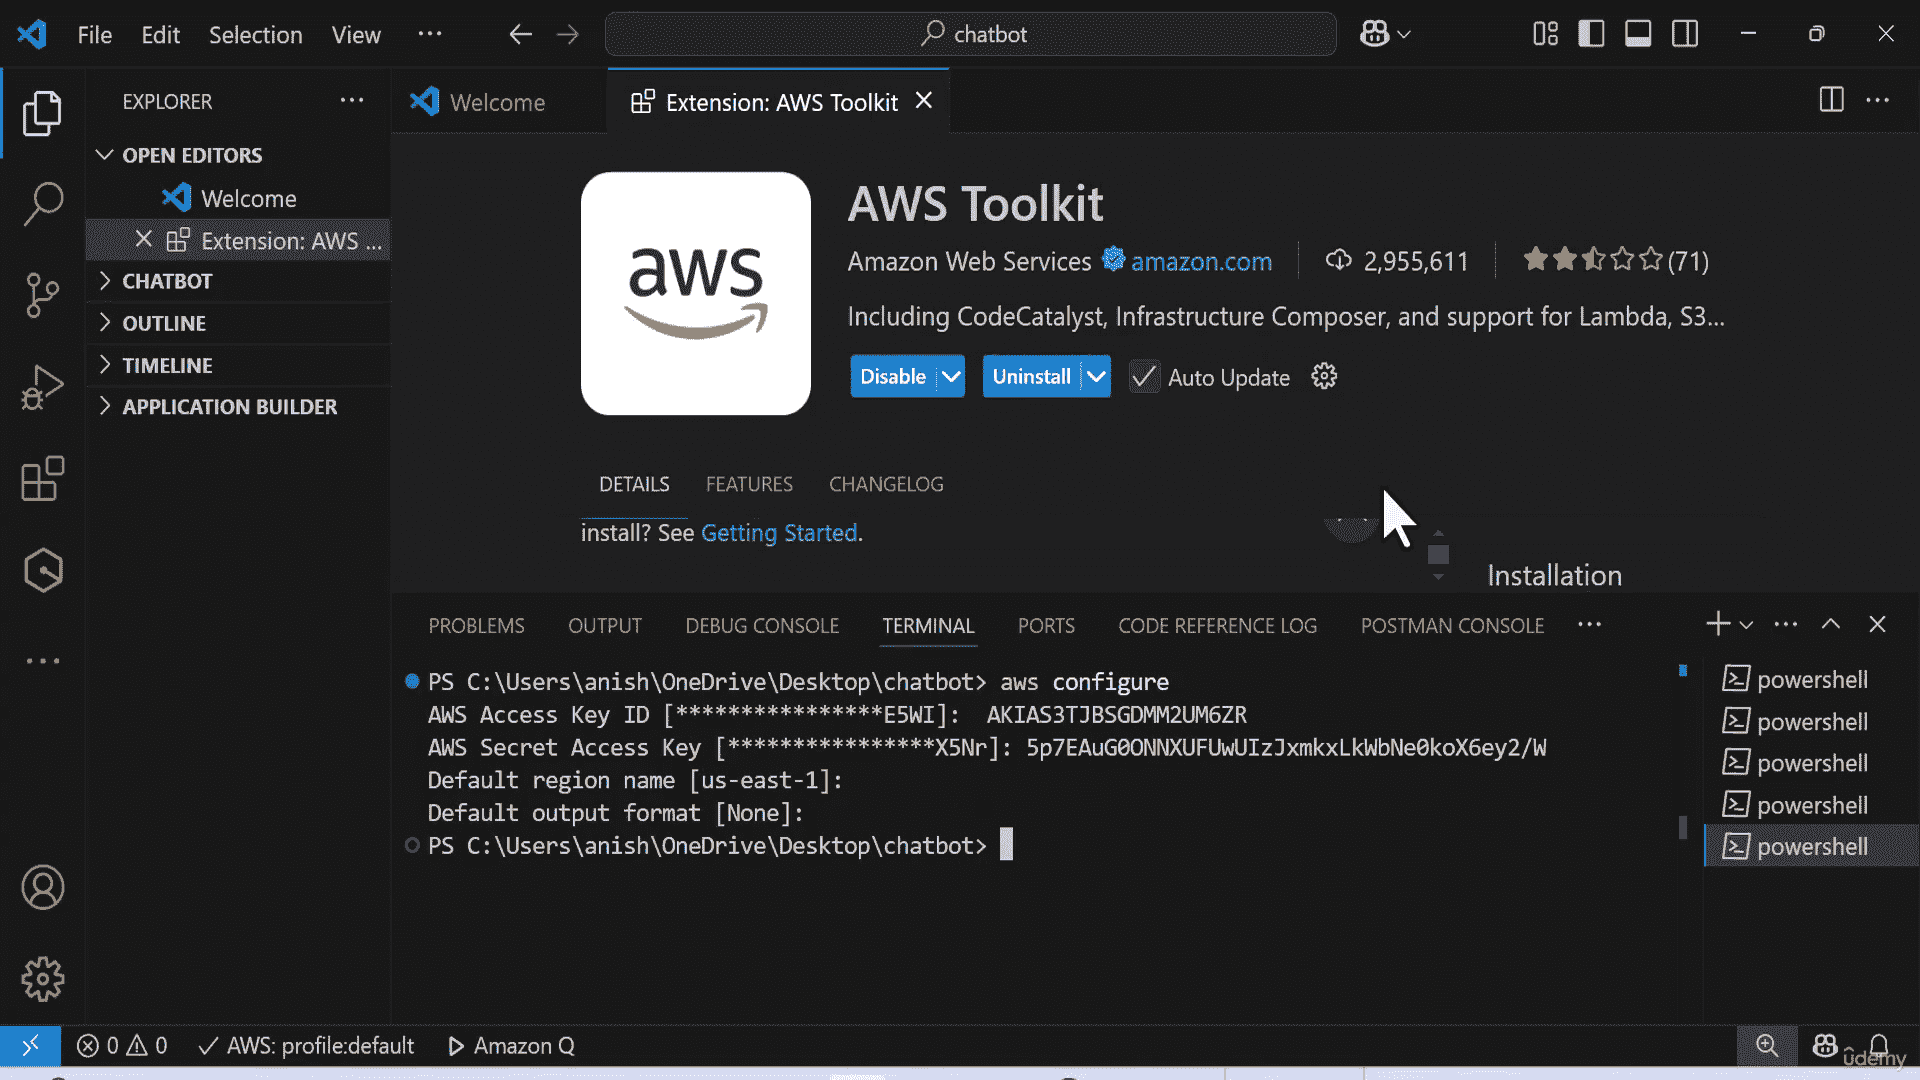 File Edit Selection View ··· chatbot
EXPLORER ···
OPEN EDITORS
Welcome
Extension: AWS ...
CHATBOT
OUTLINE
TIMELINE
APPLICATION BUILDER
Welcome
Extension: AWS Toolkit
aws
AWS Toolkit
Amazon Web Services amazon.com 2,955,611 (71)
Including CodeCatalyst, Infrastructure Composer, and support for Lambda, S3...
Disable Uninstall Auto Update
DETAILS FEATURES CHANGELOG
install? See Getting Started.
Installation
PROBLEMS OUTPUT DEBUG CONSOLE TERMINAL PORTS CODE REFERENCE LOG POSTMAN CONSOLE ···
PS C:\Users\anish\OneDrive\Desktop\chatbot> aws configure
AWS Access Key ID [****************E5WI]: AKIAS3TJBSGDMM2UM6ZR
AWS Secret Access Key [****************X5Nr]: 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
Default region name [us-east-1]:
Default output format [None]:
PS C:\Users\anish\OneDrive\Desktop\chatbot>
powershell
powershell
powershell
powershell
powershell
0 0 AWS: profile:default Amazon Q
udemy